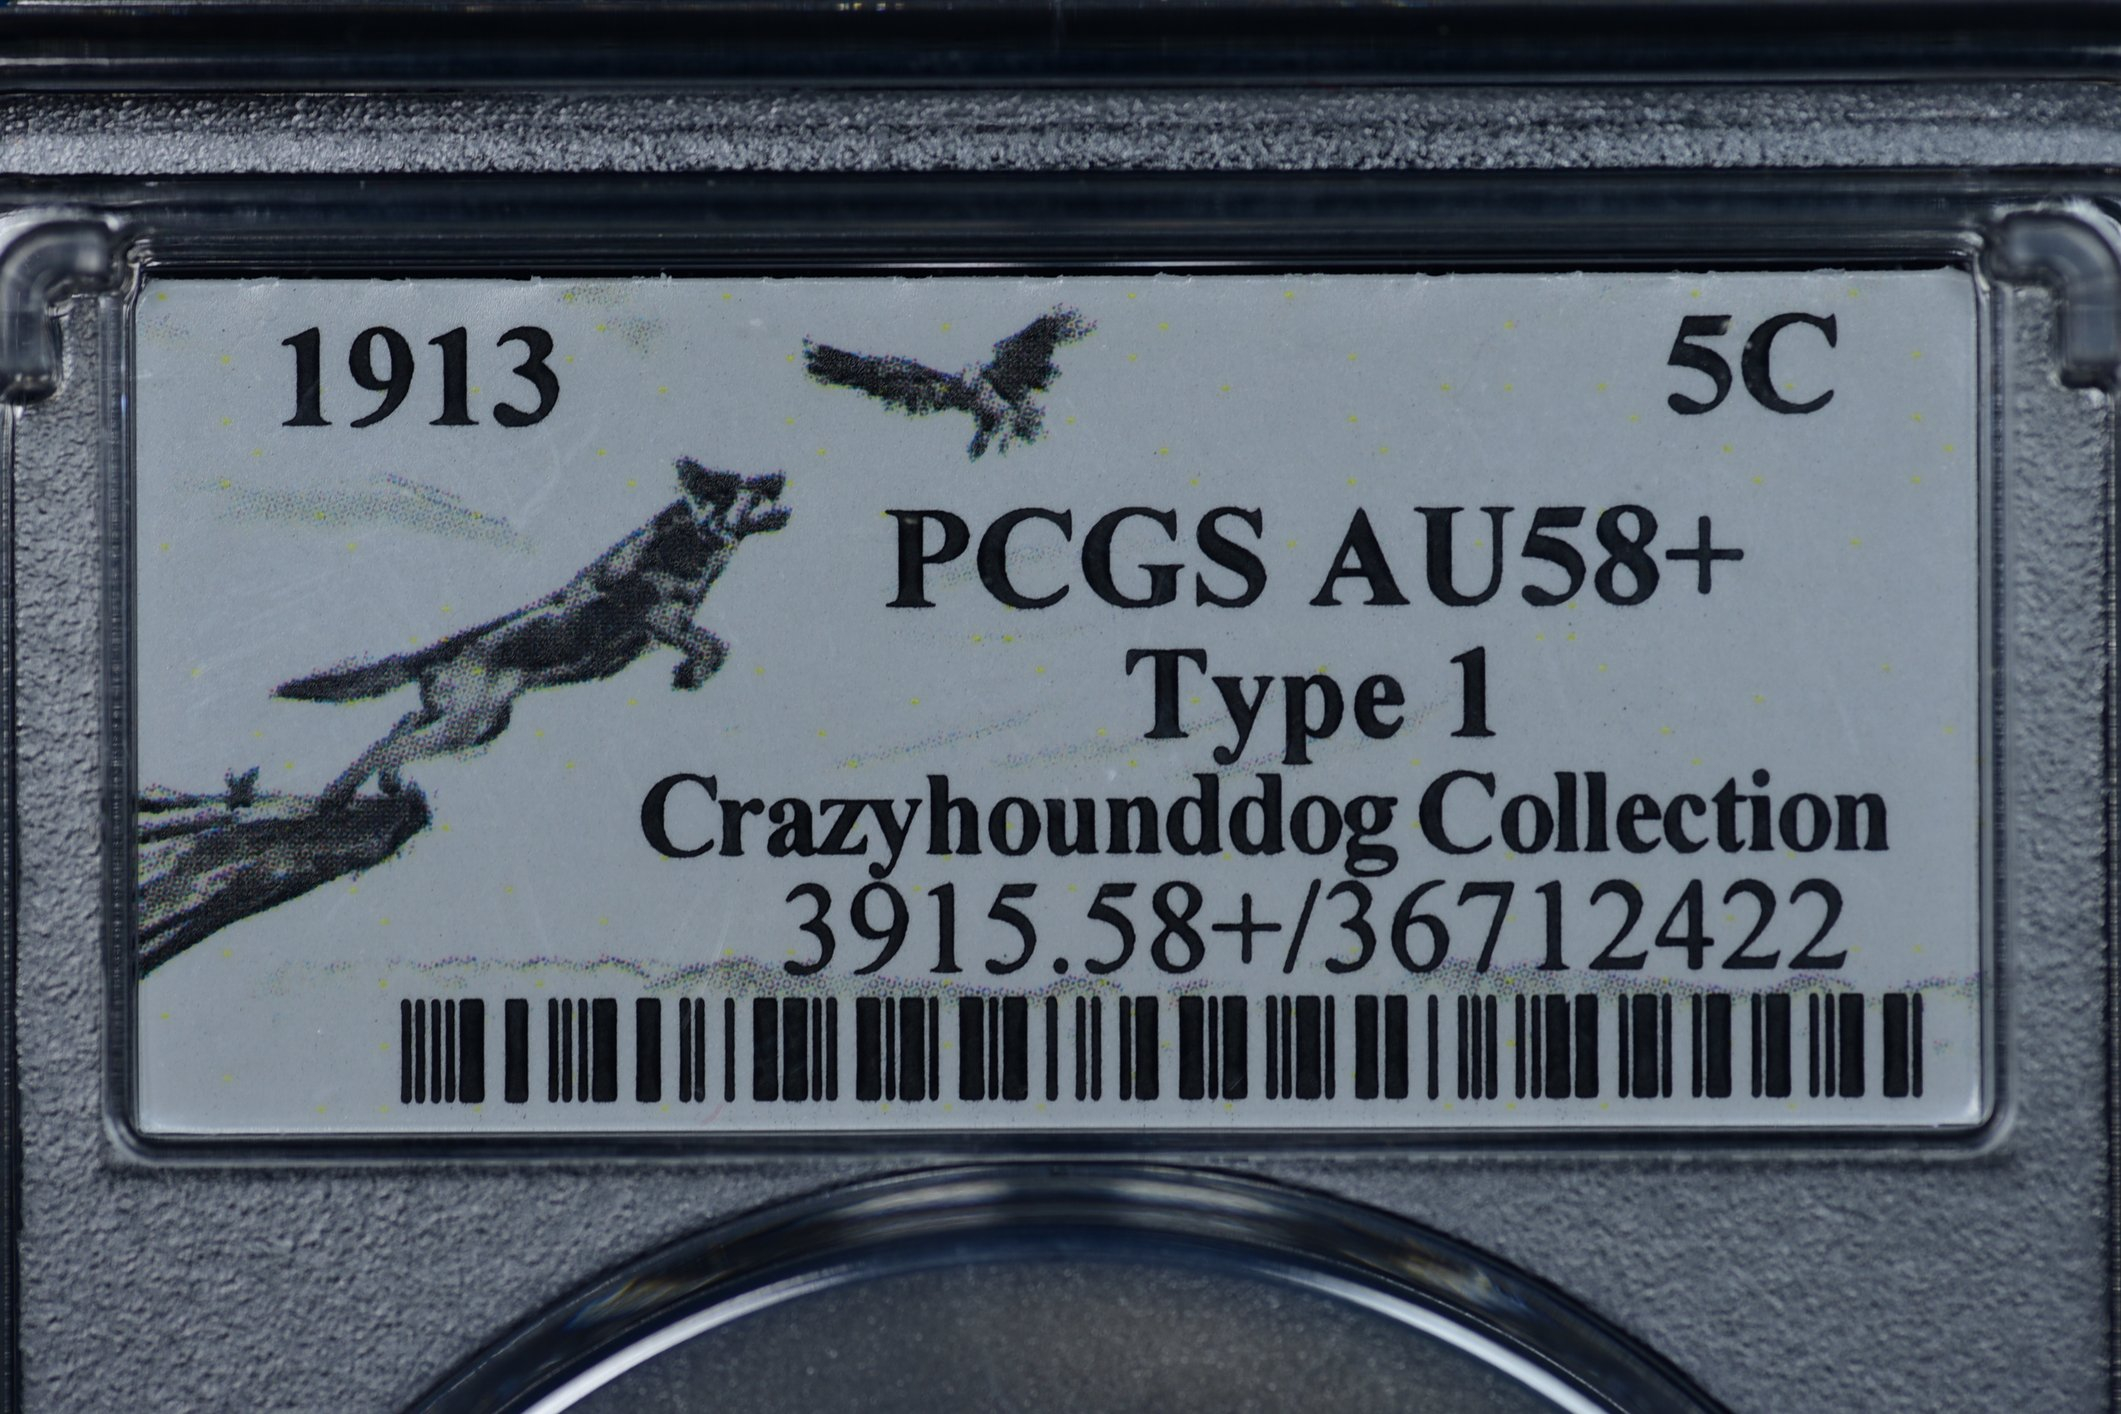 1913 5C
PCGS AU58+
Type 1
Crazyhounddog Collection
3915.58+/36712422